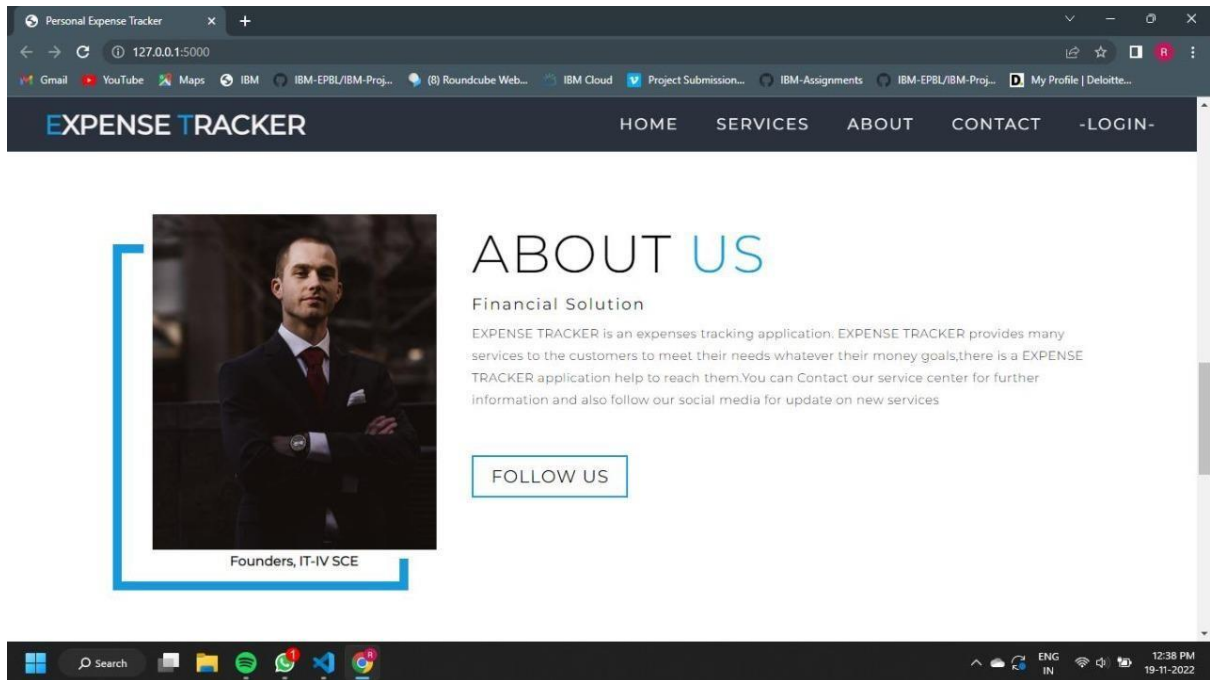 Personal Expense Tracker
127.0.0.1:5000
R
Gmail YouTube Maps IBM IBM-EPBL/IBM-Proj... (8) Roundcube Web... IBM Cloud Project Submission... IBM-Assignments IBM-EPBL/IBM-Proj... D. My Profile | Deloitte...
EXPENSE TRACKER HOME SERVICES ABOUT CONTACT -LOGIN-
ABOUT US
Financial Solution
EXPENSE TRACKER is an expenses tracking application. EXPENSE TRACKER provides many
services to the customers to meet their needs whatever their money goals,there is a EXPENSE
TRACKER application help to reach them.You can Contact our service center for further
information and also follow our social media for update on new services
FOLLOW US
Founders, IT-IV SCE
Search
1
R
ENG
IN
12:38 PM
19-11-2022